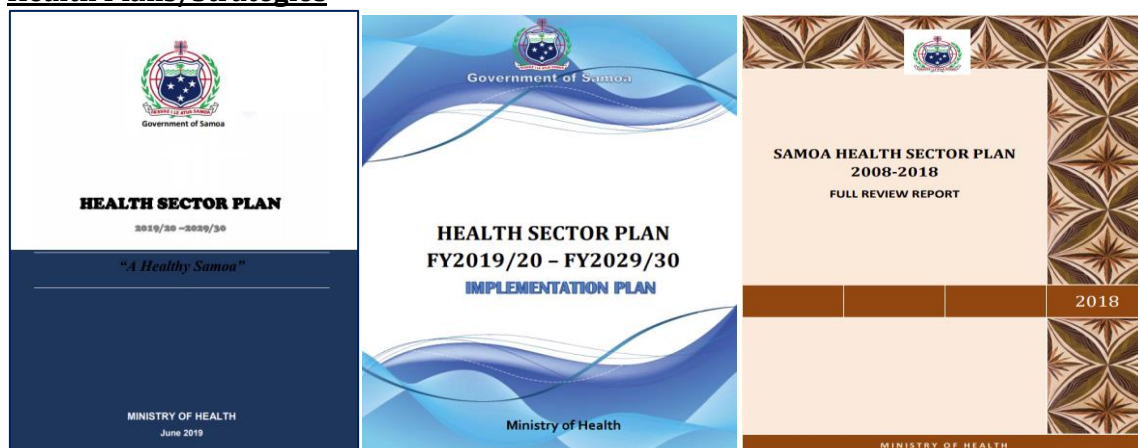 Health Plans/Strategies
Government of Samoa
HEALTH SECTOR PLAN
2019/20 –2029/30
“A Healthy Samoa”
MINISTRY OF HEALTH
June 2019
Government of Samoa
HEALTH SECTOR PLAN
FY2019/20 – FY2029/30
IMPLEMENTATION PLAN
Ministry of Health
SAMOA HEALTH SECTOR PLAN
2008-2018
FULL REVIEW REPORT
2018
MINISTRY OF HEALTH